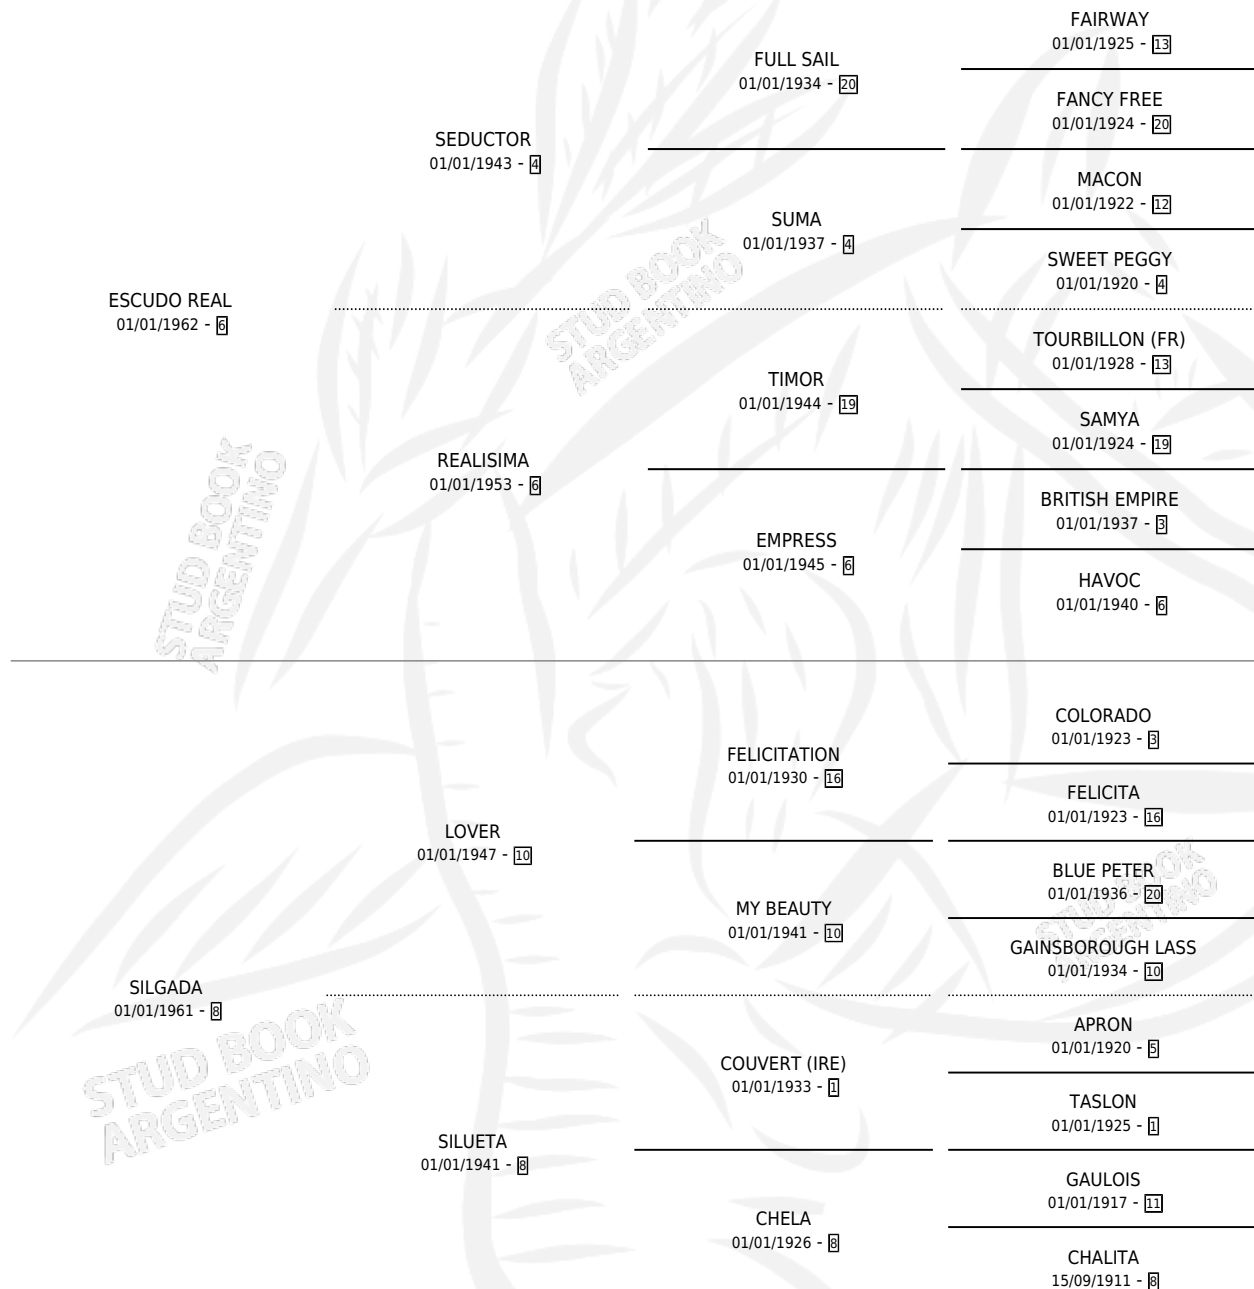 FAIRWAY
01/01/1925 - 13
FULL SAIL
01/01/1934 - 20
FANCY FREE
01/01/1924 - 20
SEDUCTOR
01/01/1943 - 4
MACON
01/01/1922 - 12
SUMA
01/01/1937 - 4
SWEET PEGGY
01/01/1920 - 4
STUD BOOK
ARGENTINO
ESCUDO REAL
01/01/1962 - 6
TOURBILLON (FR)
01/01/1928 - 13
TIMOR
01/01/1944 - 19
SAMYA
01/01/1924 - 19
REALISIMA
01/01/1953 - 6
BRITISH EMPIRE
01/01/1937 - 3
EMPRESS
01/01/1945 - 6
HAVOC
01/01/1940 - 6
STUD BOOK
ARGENTINO
COLORADO
01/01/1923 - 3
FELICITATION
01/01/1930 - 16
FELICITA
01/01/1923 - 16
LOVER
01/01/1947 - 10
BLUE PETER
01/01/1936 - 20
MY BEAUTY
01/01/1941 - 10
GAINSBOROUGH LASS
01/01/1934 - 10
STUD BOOK
ARGENTINO
SILGADA
01/01/1961 - 8
STUD BOOK
ARGENTINO
APRON
01/01/1920 - 5
COUVERT (IRE)
01/01/1933 - 1
TASLON
01/01/1925 - 1
SILUETA
01/01/1941 - 8
GAULOIS
01/01/1917 - 11
CHELA
01/01/1926 - 8
CHALITA
15/09/1911 - 8